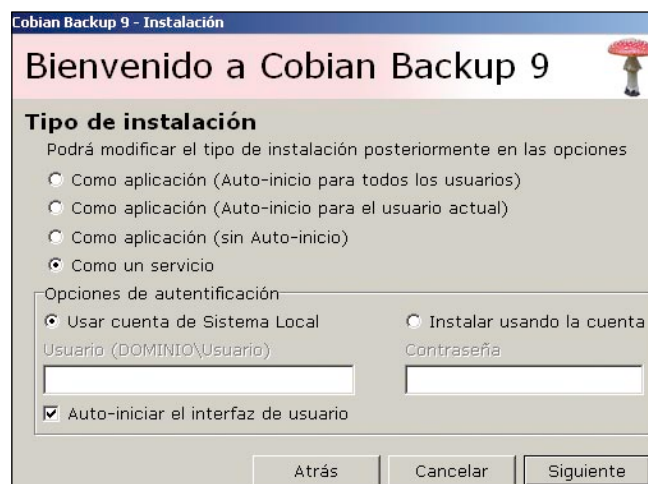 Cobian Backup 9 - Instalación
Bienvenido a Cobian Backup 9
Tipo de instalación
Podrá modificar el tipo de instalación posteriormente en las opciones
Como aplicación (Auto-inicio para todos los usuarios)
Como aplicación (Auto-inicio para el usuario actual)
Como aplicación (sin Auto-inicio)
Como un servicio
Opciones de autentificación
Usar cuenta de Sistema Local
Instalar usando la cuenta
Usuario (DOMINIO\Usuario)
Contraseña
Auto-iniciar el interfaz de usuario
Atrás
Cancelar
Siguiente